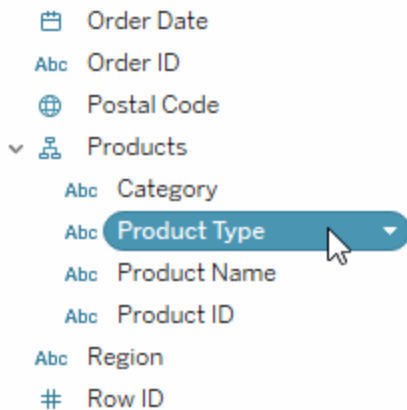 Order Date
Abc Order ID
Postal Code
Products
Abc Category
Abc Product Type
Abc Product Name
Abc Product ID
Abc Region
# Row ID